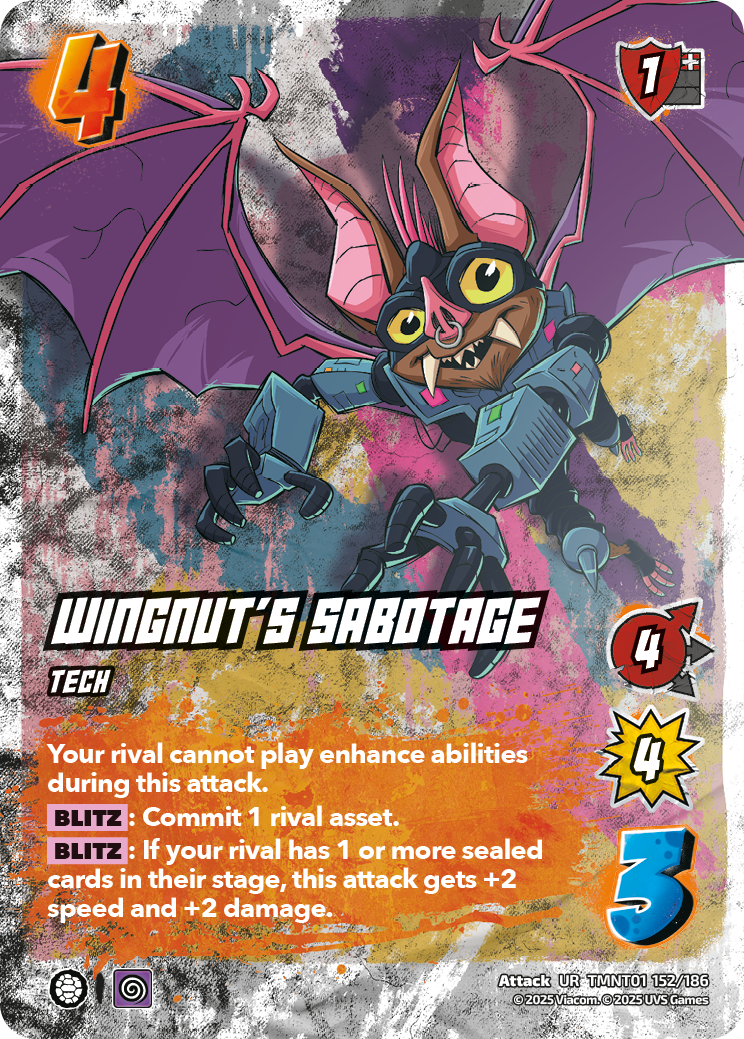 4
1
WINGNUT'S SABOTAGE
TECH
4
4
Your rival cannot play enhance abilities
during this attack.
BLITZ : Commit 1 rival asset.
BLITZ : If your rival has 1 or more sealed
cards in their stage, this attack gets +2
speed and +2 damage.
3
Attack UR TMNT01 152/186
©2025 Viacom. ©2025 UVS Games